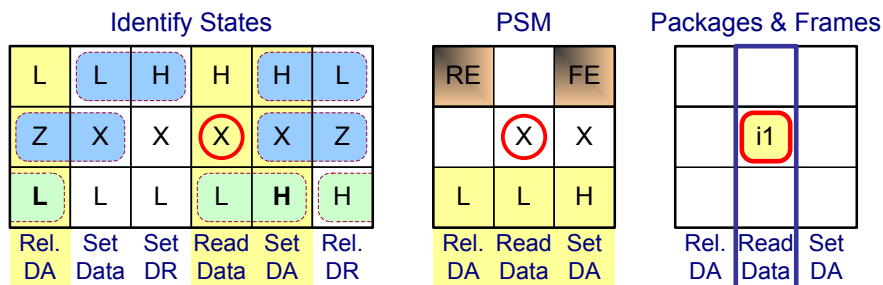 Identify States PSM Packages & Frames
L L H H H L RE FE
Z X X X X Z X X i1
L L L L H H L L H
Rel. Set Set Read Set Rel. Rel. Read Set Rel. Read Set
DA Data DR Data DA DR DA Data DA DA Data DA